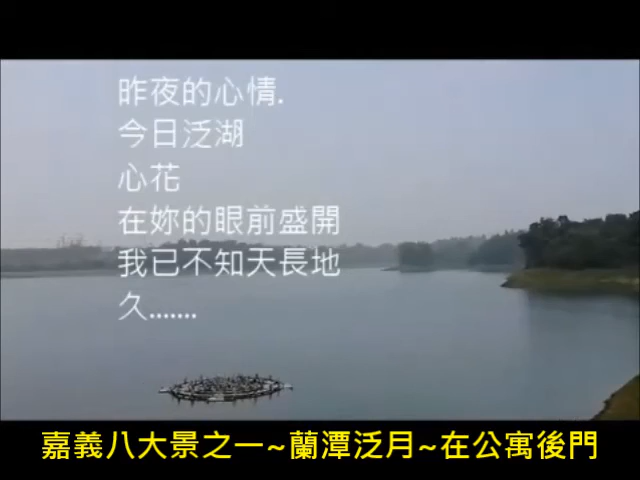 昨夜的心情.
今日泛湖
心花
在妳的眼前盛開
我已不知天長地
久.......
嘉義八大景之一~蘭潭泛月~在公寓後門